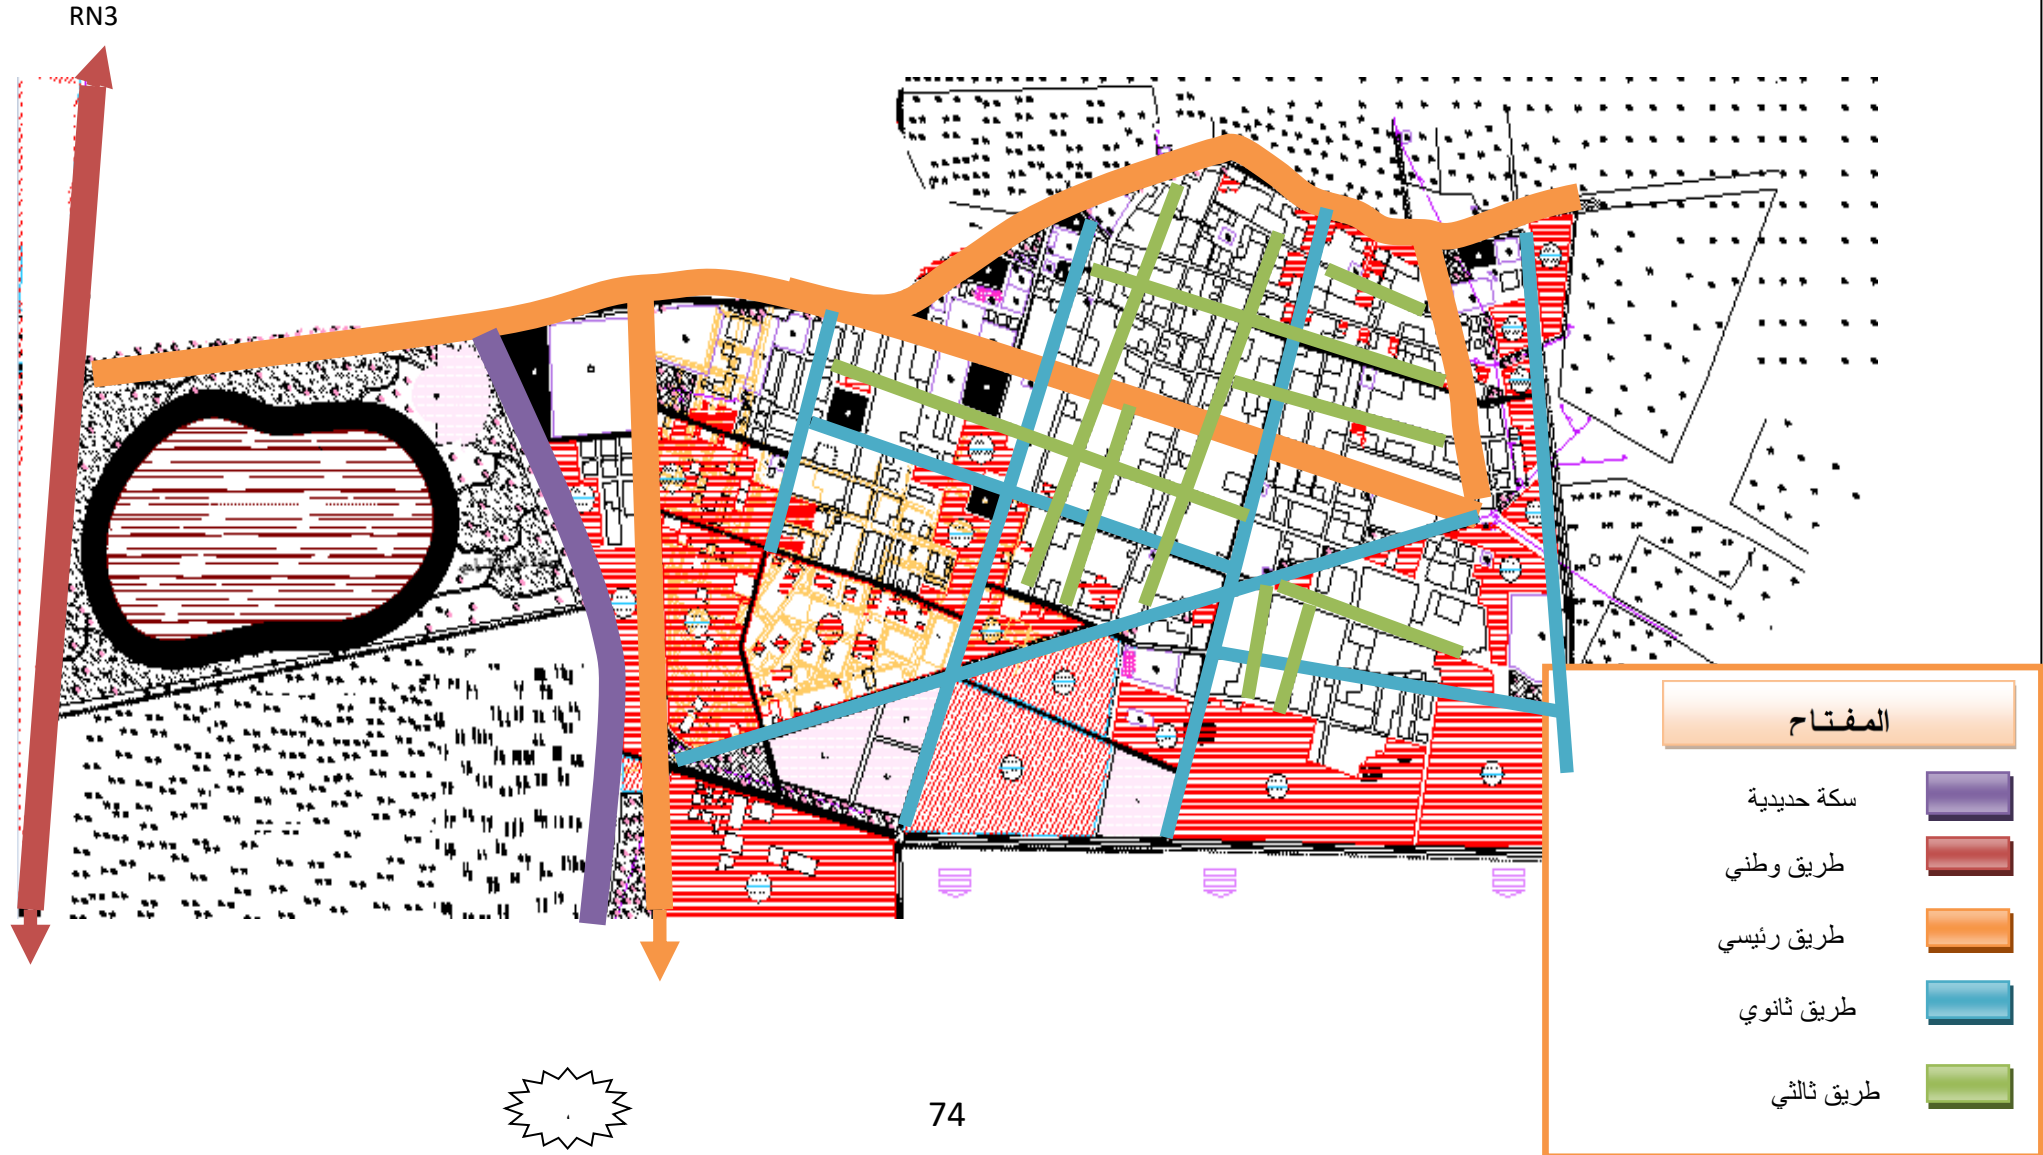 RN3
المفتاح
سكة حديدية
طريق وطني
طريق رئيسي
طريق ثانوي
طريق ثالثي
74